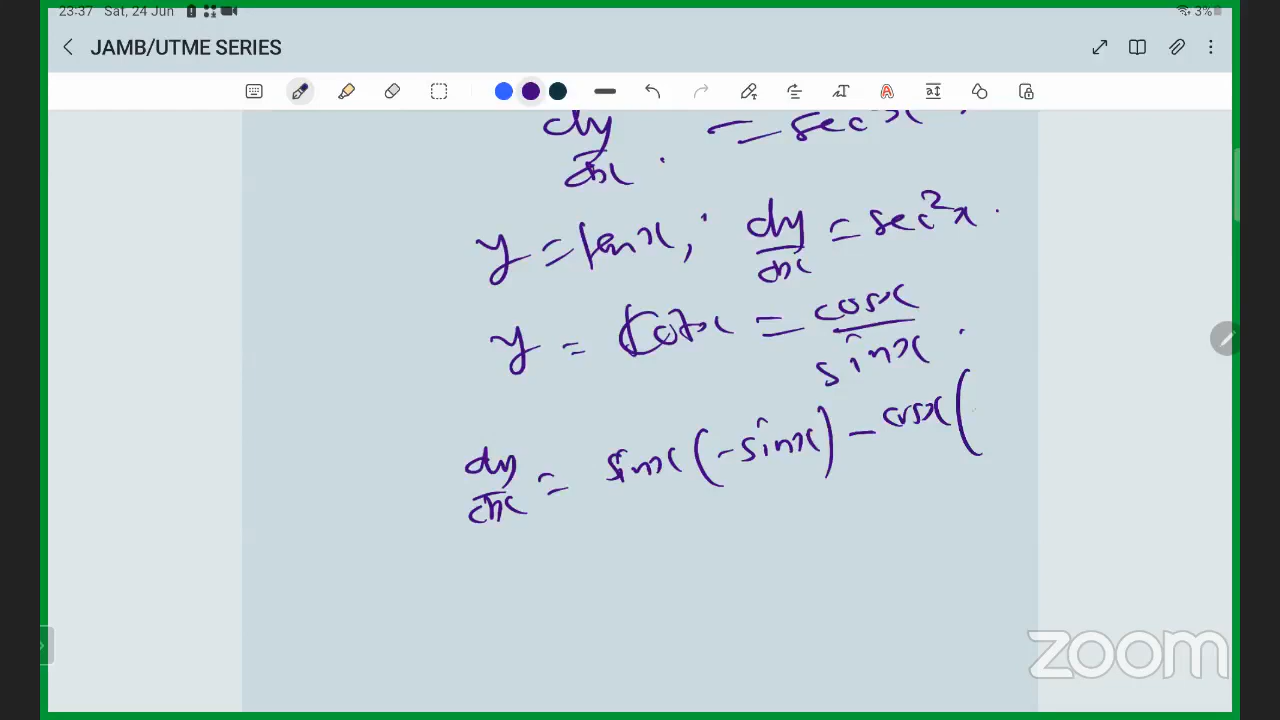 23:37 Sat, 24 Jun
3%
JAMB/UTME SERIES
dy/dx = sec²x
y = tanx, dy/dx = sec²x.
y = cotx = cosx/sinx.
dy/dx = sinx(-sinx) - cosx(
zoom